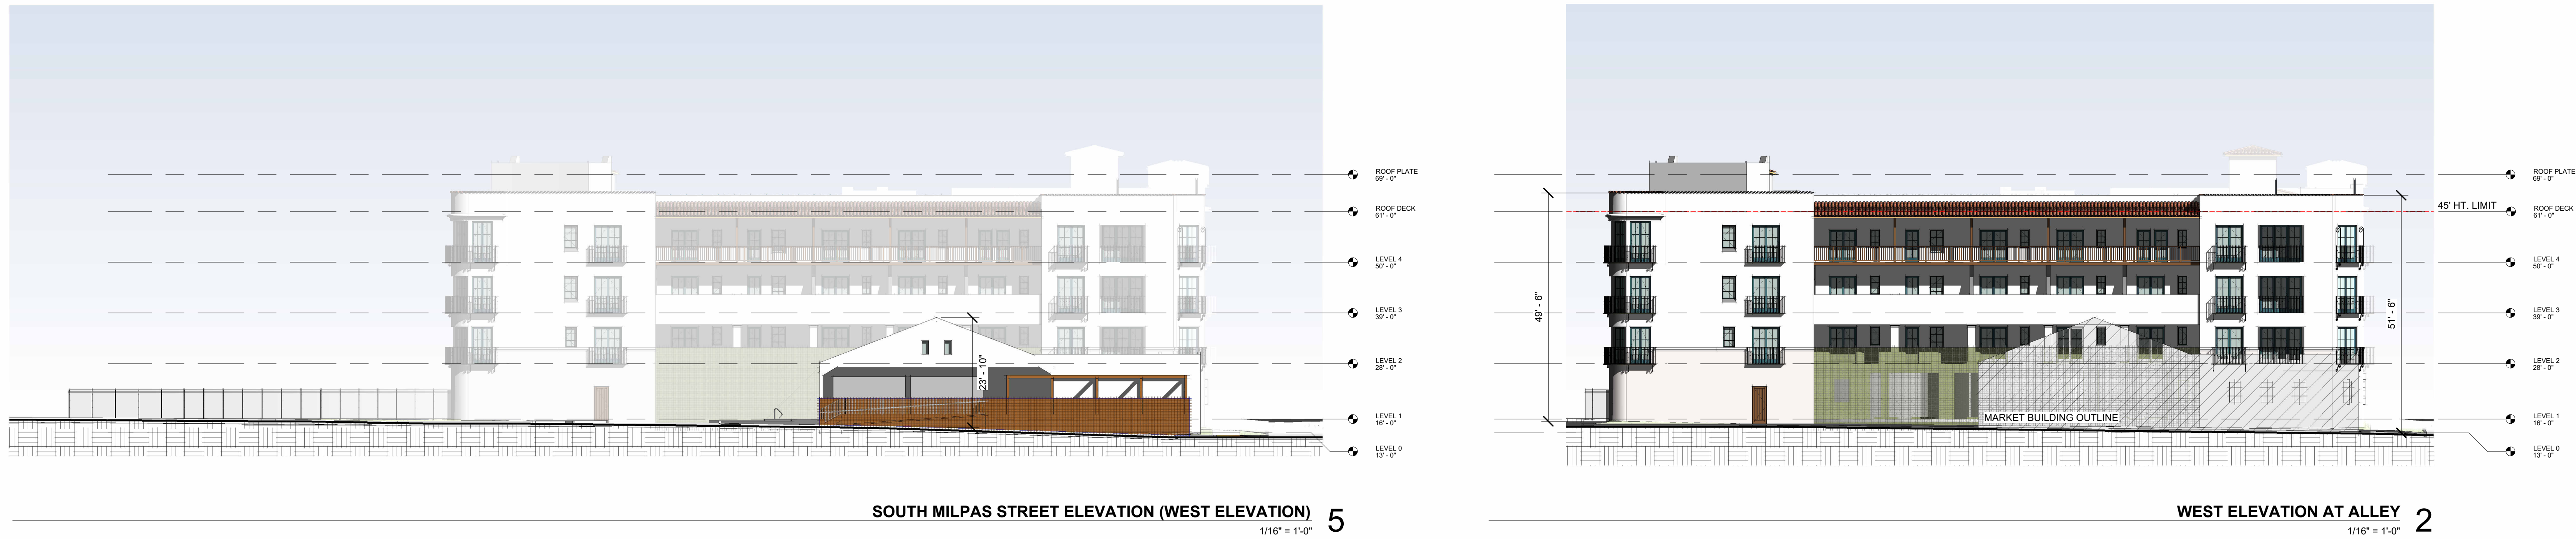 ROOF PLATE
69' - 0"
ROOF DECK
61' - 0"
LEVEL 4
50' - 0"
LEVEL 3
39' - 0"
LEVEL 2
28' - 0"
LEVEL 1
16' - 0"
LEVEL 0
13' - 0"
23' - 10"
SOUTH MILPAS STREET ELEVATION (WEST ELEVATION)
5
1/16" = 1'-0"
ROOF PLATE
69' - 0"
45' HT. LIMIT
ROOF DECK
61' - 0"
LEVEL 4
50' - 0"
LEVEL 3
39' - 0"
LEVEL 2
28' - 0"
LEVEL 1
16' - 0"
LEVEL 0
13' - 0"
49' - 6"
51' - 6"
MARKET BUILDING OUTLINE
WEST ELEVATION AT ALLEY
2
1/16" = 1'-0"